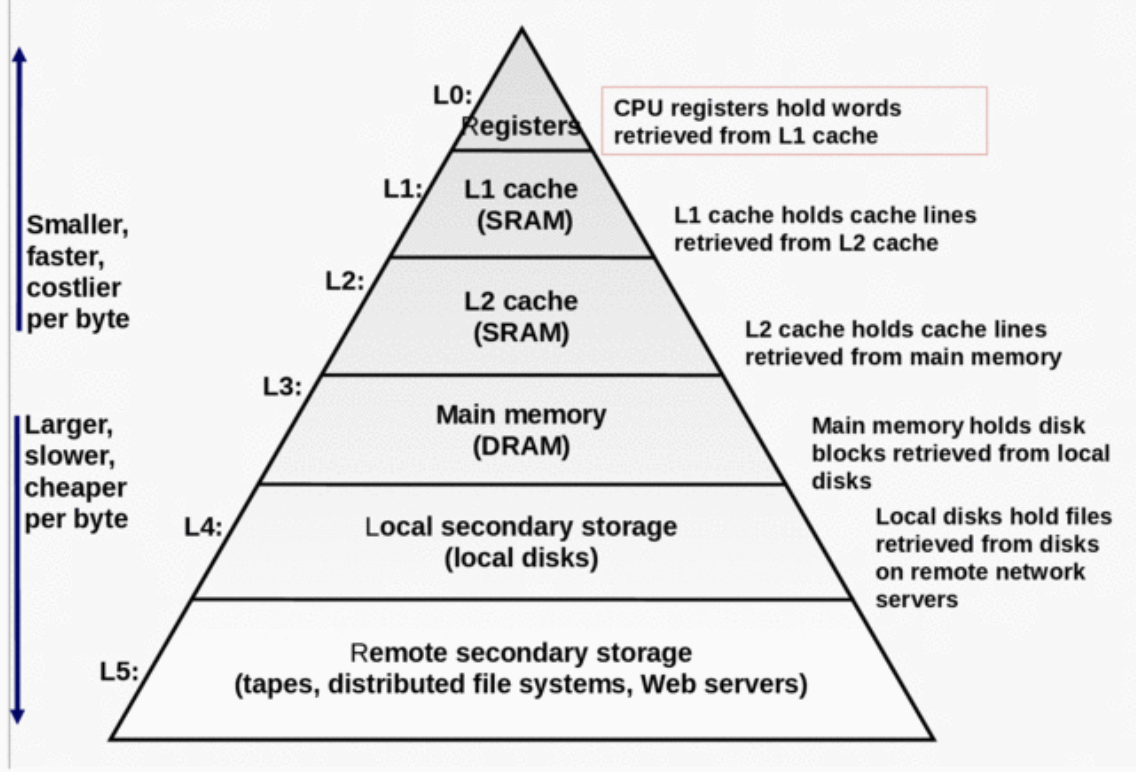 L0:
Registers
CPU registers hold words
retrieved from L1 cache
L1:
L1 cache
(SRAM)
L1 cache holds cache lines
retrieved from L2 cache
Smaller,
faster,
costlier
per byte
L2:
L2 cache
(SRAM)
L2 cache holds cache lines
retrieved from main memory
L3:
Main memory
(DRAM)
Main memory holds disk
blocks retrieved from local
disks
Larger,
slower,
cheaper
per byte
L4:
Local secondary storage
(local disks)
Local disks hold files
retrieved from disks
on remote network
servers
L5:
Remote secondary storage
(tapes, distributed file systems, Web servers)